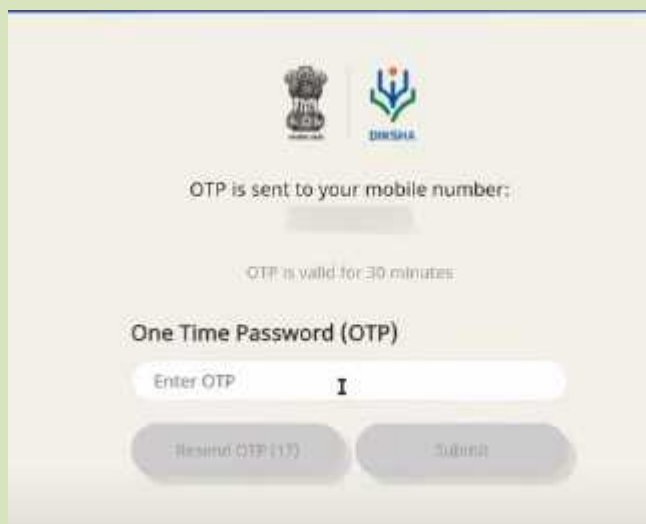 DIKSHA
OTP is sent to your mobile number:
OTP is valid for 30 minutes
One Time Password (OTP)
Enter OTP
Resend OTP (17)
Submit